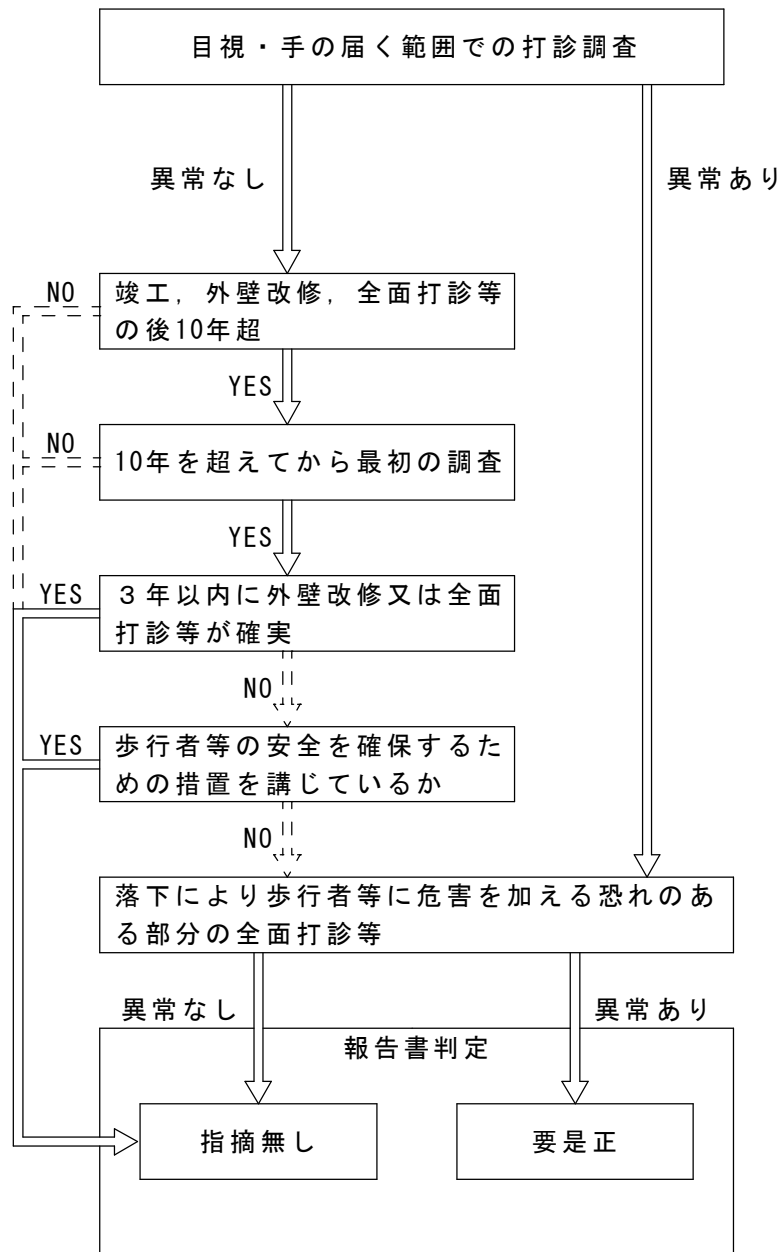 目視・手の届く範囲での打診調査
異常なし
異常あり
NO
竣工，外壁改修，全面打診等
の後10年超
YES
NO
10年を超えてから最初の調査
YES
YES
３年以内に外壁改修又は全面
打診等が確実
NO
YES
歩行者等の安全を確保するた
めの措置を講じているか
NO
落下により歩行者等に危害を加える恐れのあ
る部分の全面打診等
異常なし
異常あり
報告書判定
指摘無し
要是正